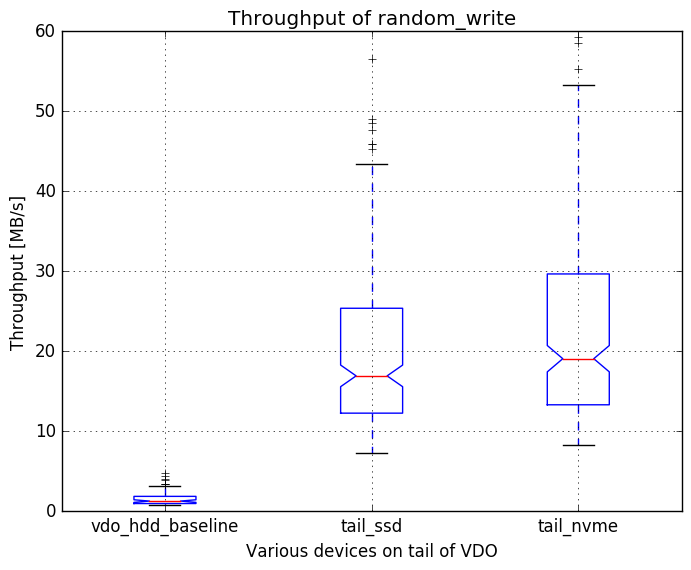 Throughput of random_write
60
50
40
30
20
10
0
Throughput [MB/s]
vdo_hdd_baseline tail_ssd tail_nvme
Various devices on tail of VDO